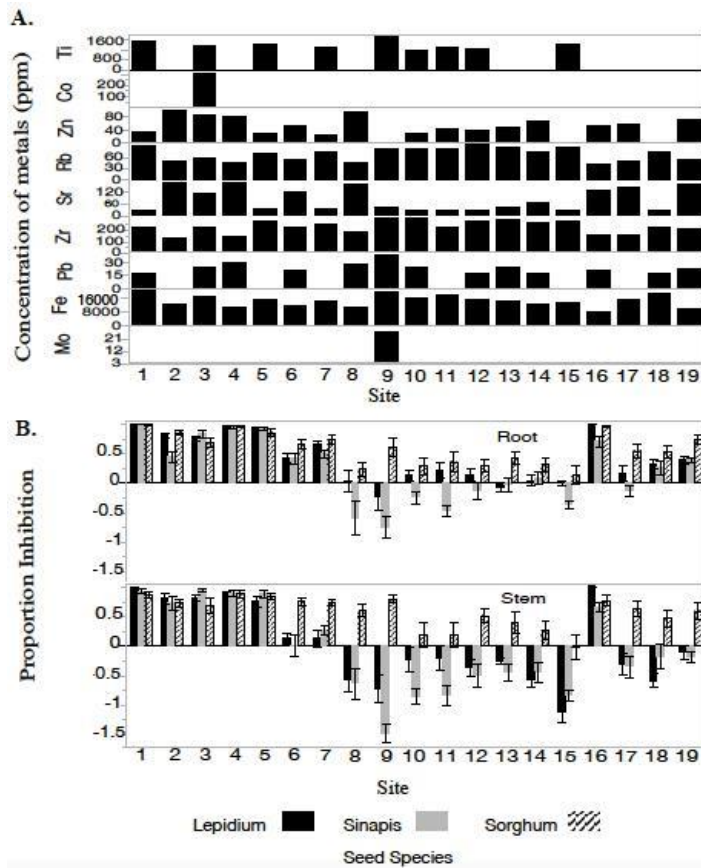 A.
Concentration of metals (ppm)
Ti
1600
800
0
Co
200
100
Zn
80
40
0
Rb
60
30
0
Sr
120
60
0
Zr
200
100
0
Pb
30
15
0
Fe
16000
8000
0
Mo
21
12
3
1 2 3 4 5 6 7 8 9 10 11 12 13 14 15 16 17 18 19
Site
B.
Proportion Inhibition
Root
0.5
0
-0.5
-1
-1.5
Stem
0.5
0
-0.5
-1
-1.5
1 2 3 4 5 6 7 8 9 10 11 12 13 14 15 16 17 18 19
Site
Lepidium Sinapis Sorghum
Seed Species